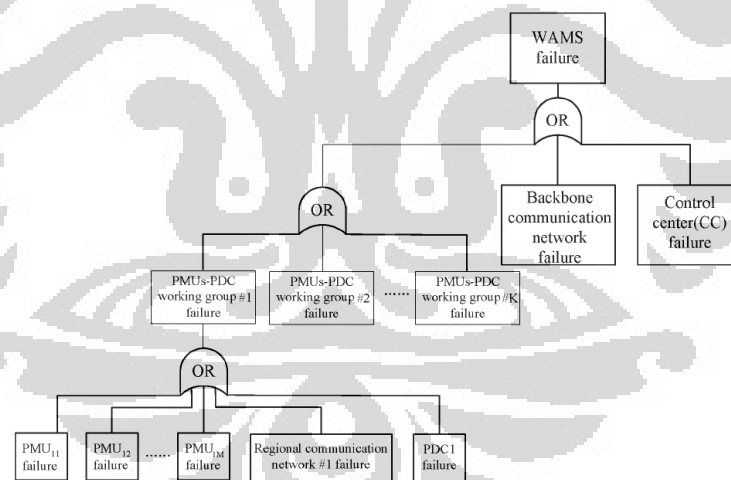 WAMS
failure
OR
Backbone
communication
network
failure
Control
center(CC)
failure
OR
PMUs-PDC
working group #1
failure
PMUs-PDC
working group #2
failure
......
PMUs-PDC
working group #K
failure
OR
PMU11
failure
PMU12
failure
......
PMU1M
failure
Regional communication
network #1 failure
PDC1
failure